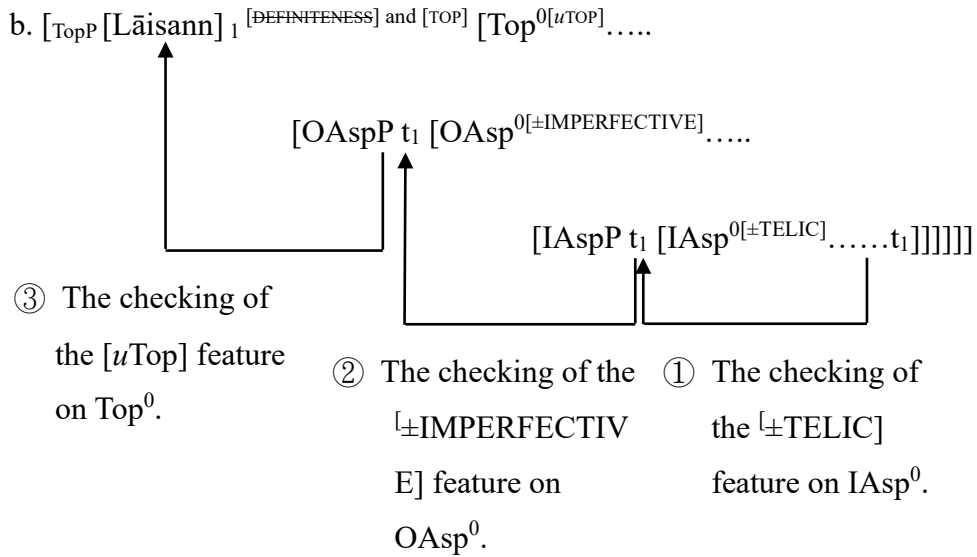 b. [TopP [Lāisann] 1 [DEFINITENESS] and [TOP] [Top0[uTOP]…..
[OAspP t1 [OAsp0[±IMPERFECTIVE]…..
[IAspP t1 [IAsp0[±TELIC]……t1]]]]]]
③ The checking of
the [uTop] feature
on Top0.
② The checking of the
[±IMPERFECTIV
E] feature on
OAsp0.
① The checking of
the [±TELIC]
feature on IAsp0.